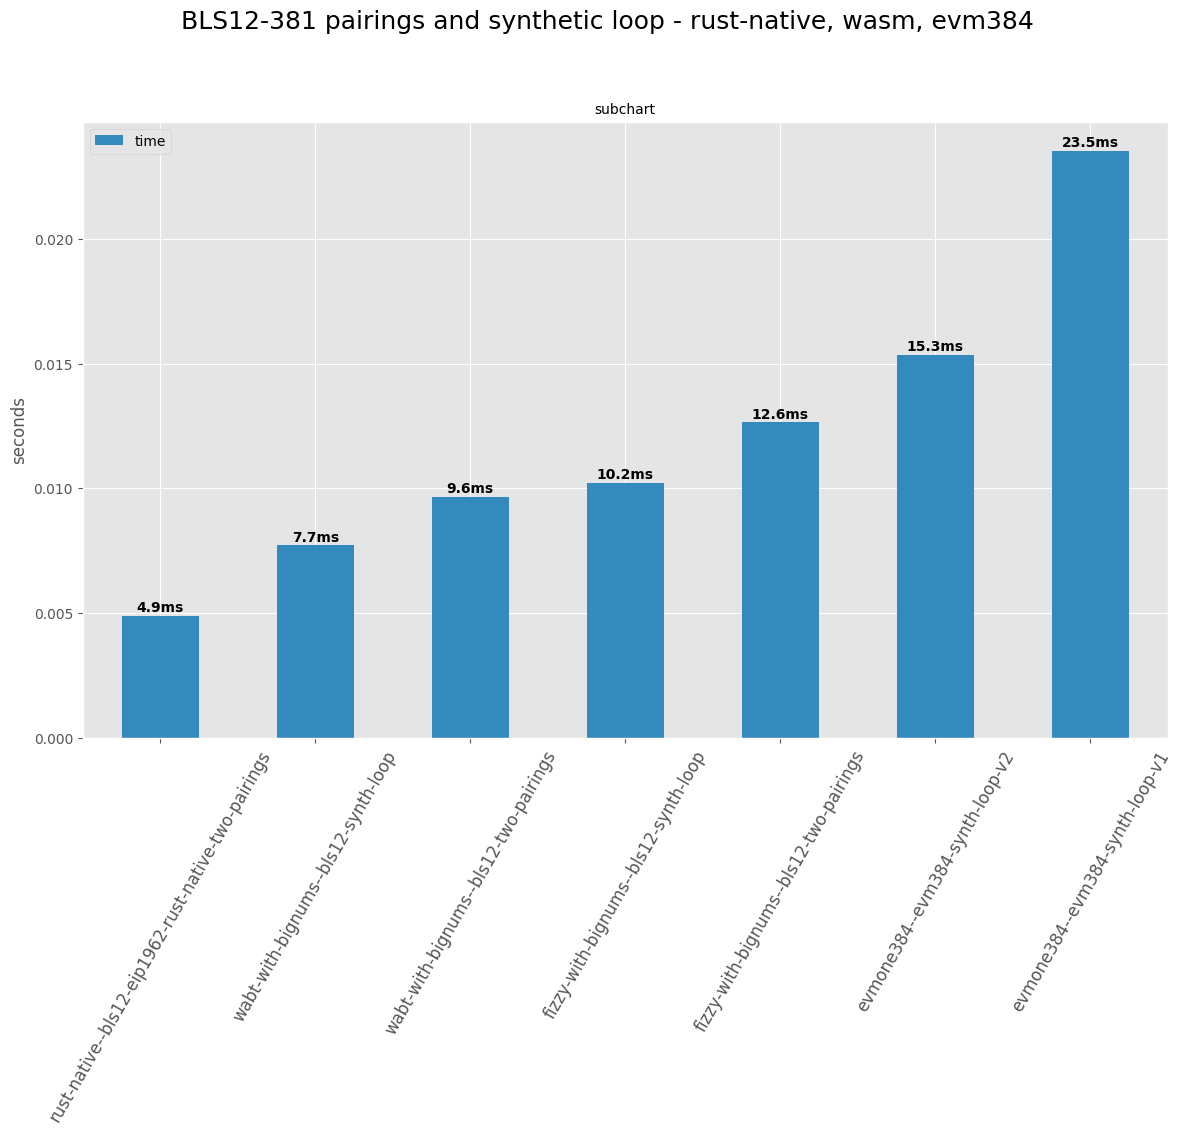 BLS12-381 pairings and synthetic loop - rust-native, wasm, evm384
subchart
time
23.5ms
15.3ms
12.6ms
10.2ms
9.6ms
7.7ms
4.9ms
0.020
0.015
0.010
0.005
0.000
seconds
rust-native--bls12-eip1962-rust-native-two-pairings
wabt-with-bignums--bls12-synth-loop
wabt-with-bignums--bls12-two-pairings
fizzy-with-bignums--bls12-synth-loop
fizzy-with-bignums--bls12-two-pairings
evmone384--evm384-synth-loop-v2
evmone384--evm384-synth-loop-v1